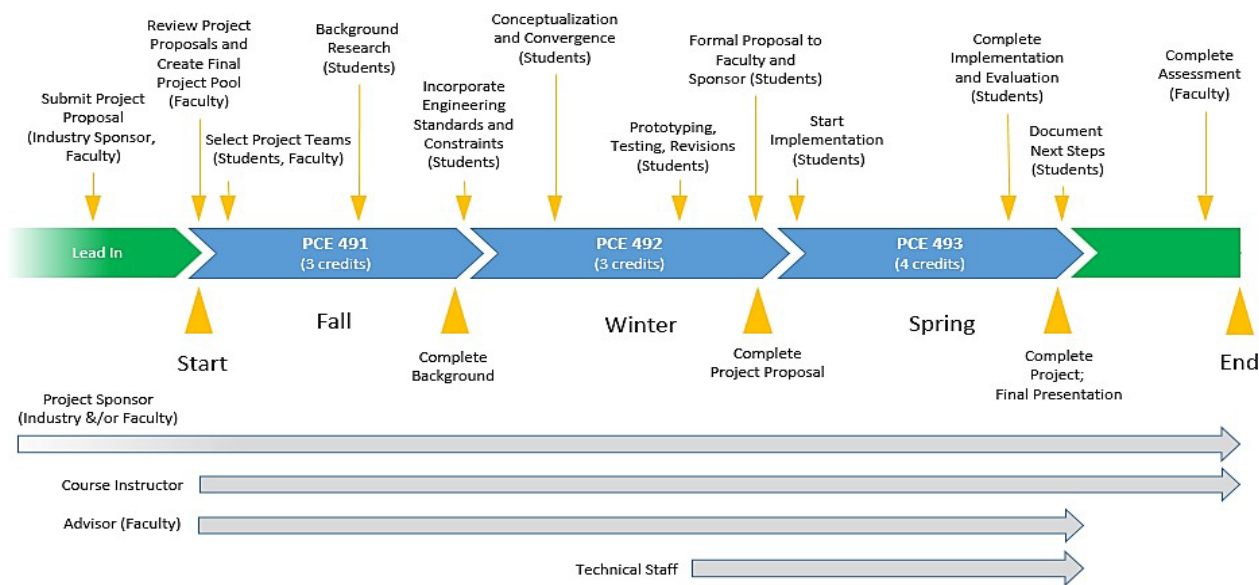 Submit Project
Proposal
(Industry Sponsor,
Faculty)
Review Project
Proposals and
Create Final
Project Pool
(Faculty)
Select Project Teams
(Students, Faculty)
Background
Research
(Students)
Incorporate
Engineering
Standards and
Constraints
(Students)
Conceptualization
and Convergence
(Students)
Prototyping,
Testing, Revisions
(Students)
Formal Proposal to
Faculty and
Sponsor (Students)
Start
Implementation
(Students)
Complete
Implementation
and Evaluation
(Students)
Document
Next Steps
(Students)
Complete
Assessment
(Faculty)
Lead In
PCE 491
(3 credits)
PCE 492
(3 credits)
PCE 493
(4 credits)
Start
Fall
Complete
Background
Winter
Complete
Project Proposal
Spring
Complete
Project;
Final Presentation
End
Project Sponsor
(Industry &/or Faculty)
Course Instructor
Advisor (Faculty)
Technical Staff